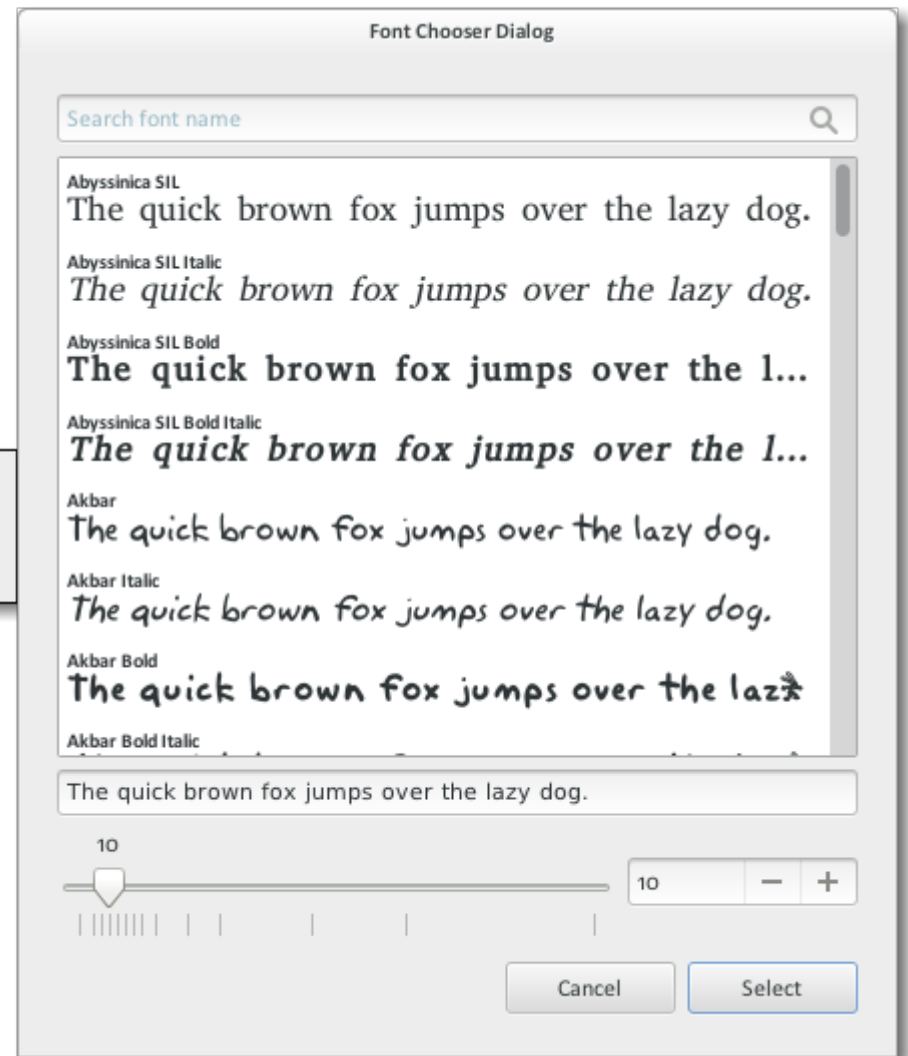 Font Chooser Dialog
Search font name
Abyssinica SIL
The quick brown fox jumps over the lazy dog.
Abyssinica SIL Italic
The quick brown fox jumps over the lazy dog.
Abyssinica SIL Bold
The quick brown fox jumps over the l...
Abyssinica SIL Bold Italic
The quick brown fox jumps over the l...
Akbar
The quick brown fox jumps over the lazy dog.
Akbar Italic
The quick brown fox jumps over the lazy dog.
Akbar Bold
The quick brown fox jumps over the laz
Akbar Bold Italic
The quick brown fox jumps over the lazy dog.
10
10 − +
Cancel Select